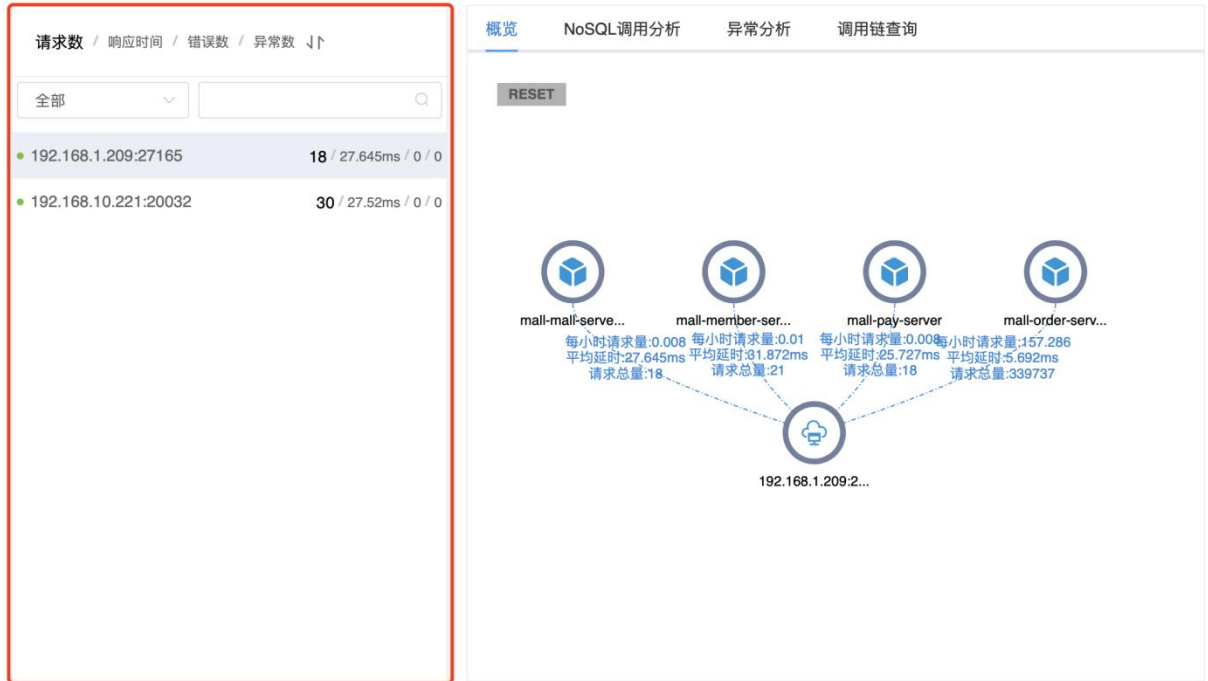 请求数 / 响应时间 / 错误数 / 异常数
全部
192.168.1.209:27165 18 / 27.645ms / 0 / 0
192.168.10.221:20032 30 / 27.52ms / 0 / 0
概览 NoSQL调用分析 异常分析 调用链查询
RESET
mall-mall-serve... mall-member-ser... mall-pay-server mall-order-serv...
每小时请求量:0.008 每小时请求量:0.01 每小时请求量:0.008 每小时请求量:157.286
平均延时:27.645ms 平均延时:31.872ms 平均延时:25.727ms 平均延时:5.692ms
请求总量:18 请求总量:21 请求总量:18 请求总量:339737
192.168.1.209:2...